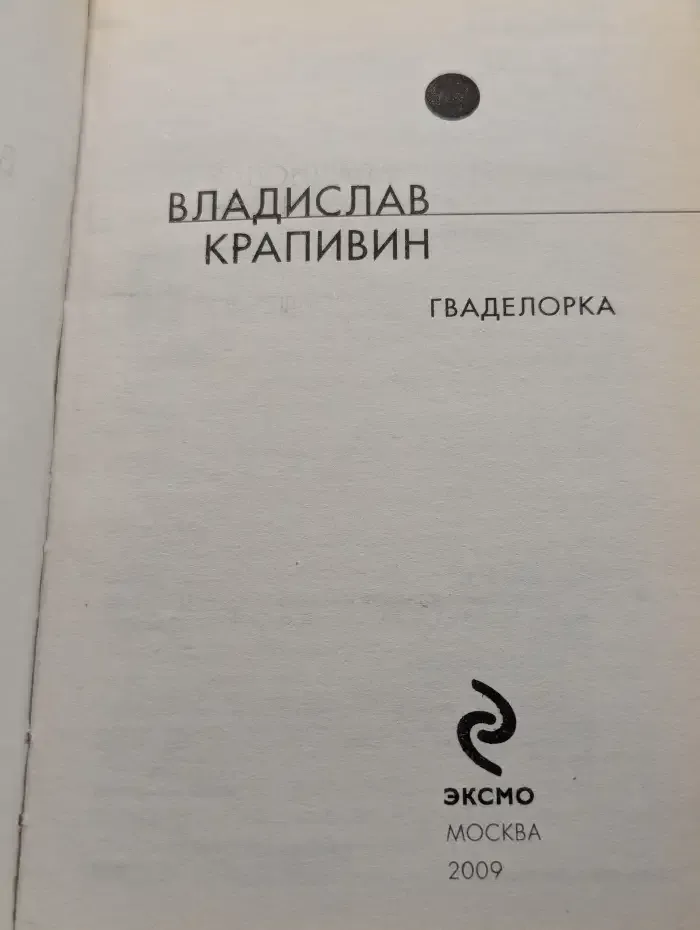 ВЛАДИСЛАВ
КРАПИВИН
ГВАДЕЛОРКА
ЭКСМО
МОСКВА
2009